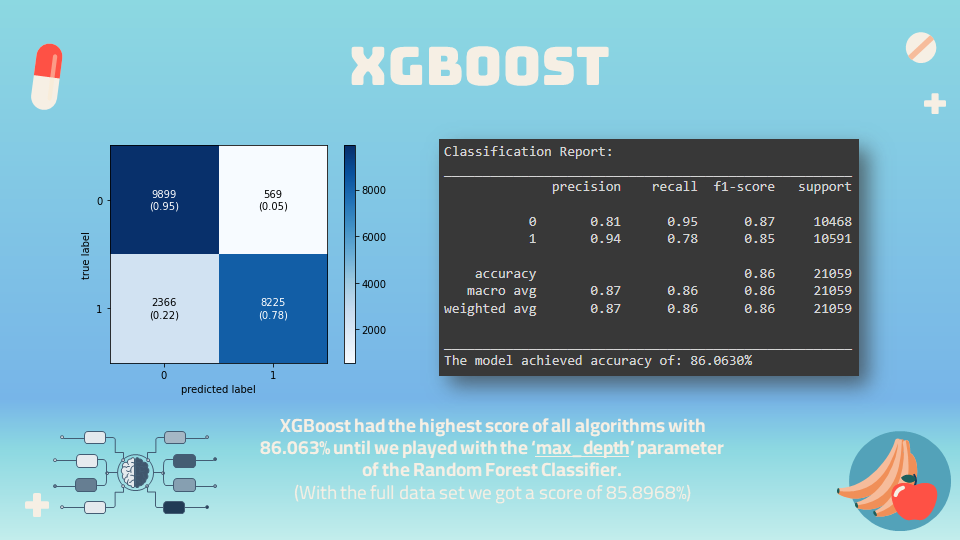 XGBOOST
9899
(0.95)
569
(0.05)
2366
(0.22)
8225
(0.78)
0
1
true label
0
1
predicted label
8000
6000
4000
2000
Classification Report:
precision recall f1-score support
0 0.81 0.95 0.87 10468
1 0.94 0.78 0.85 10591
accuracy 0.86 21059
macro avg 0.87 0.86 0.86 21059
weighted avg 0.87 0.86 0.86 21059
The model achieved accuracy of: 86.0630%
XGBoost had the highest score of all algorithms with
86.063% until we played with the ‘max_depth’ parameter
of the Random Forest Classifier.
(With the full data set we got a score of 85.8968%)